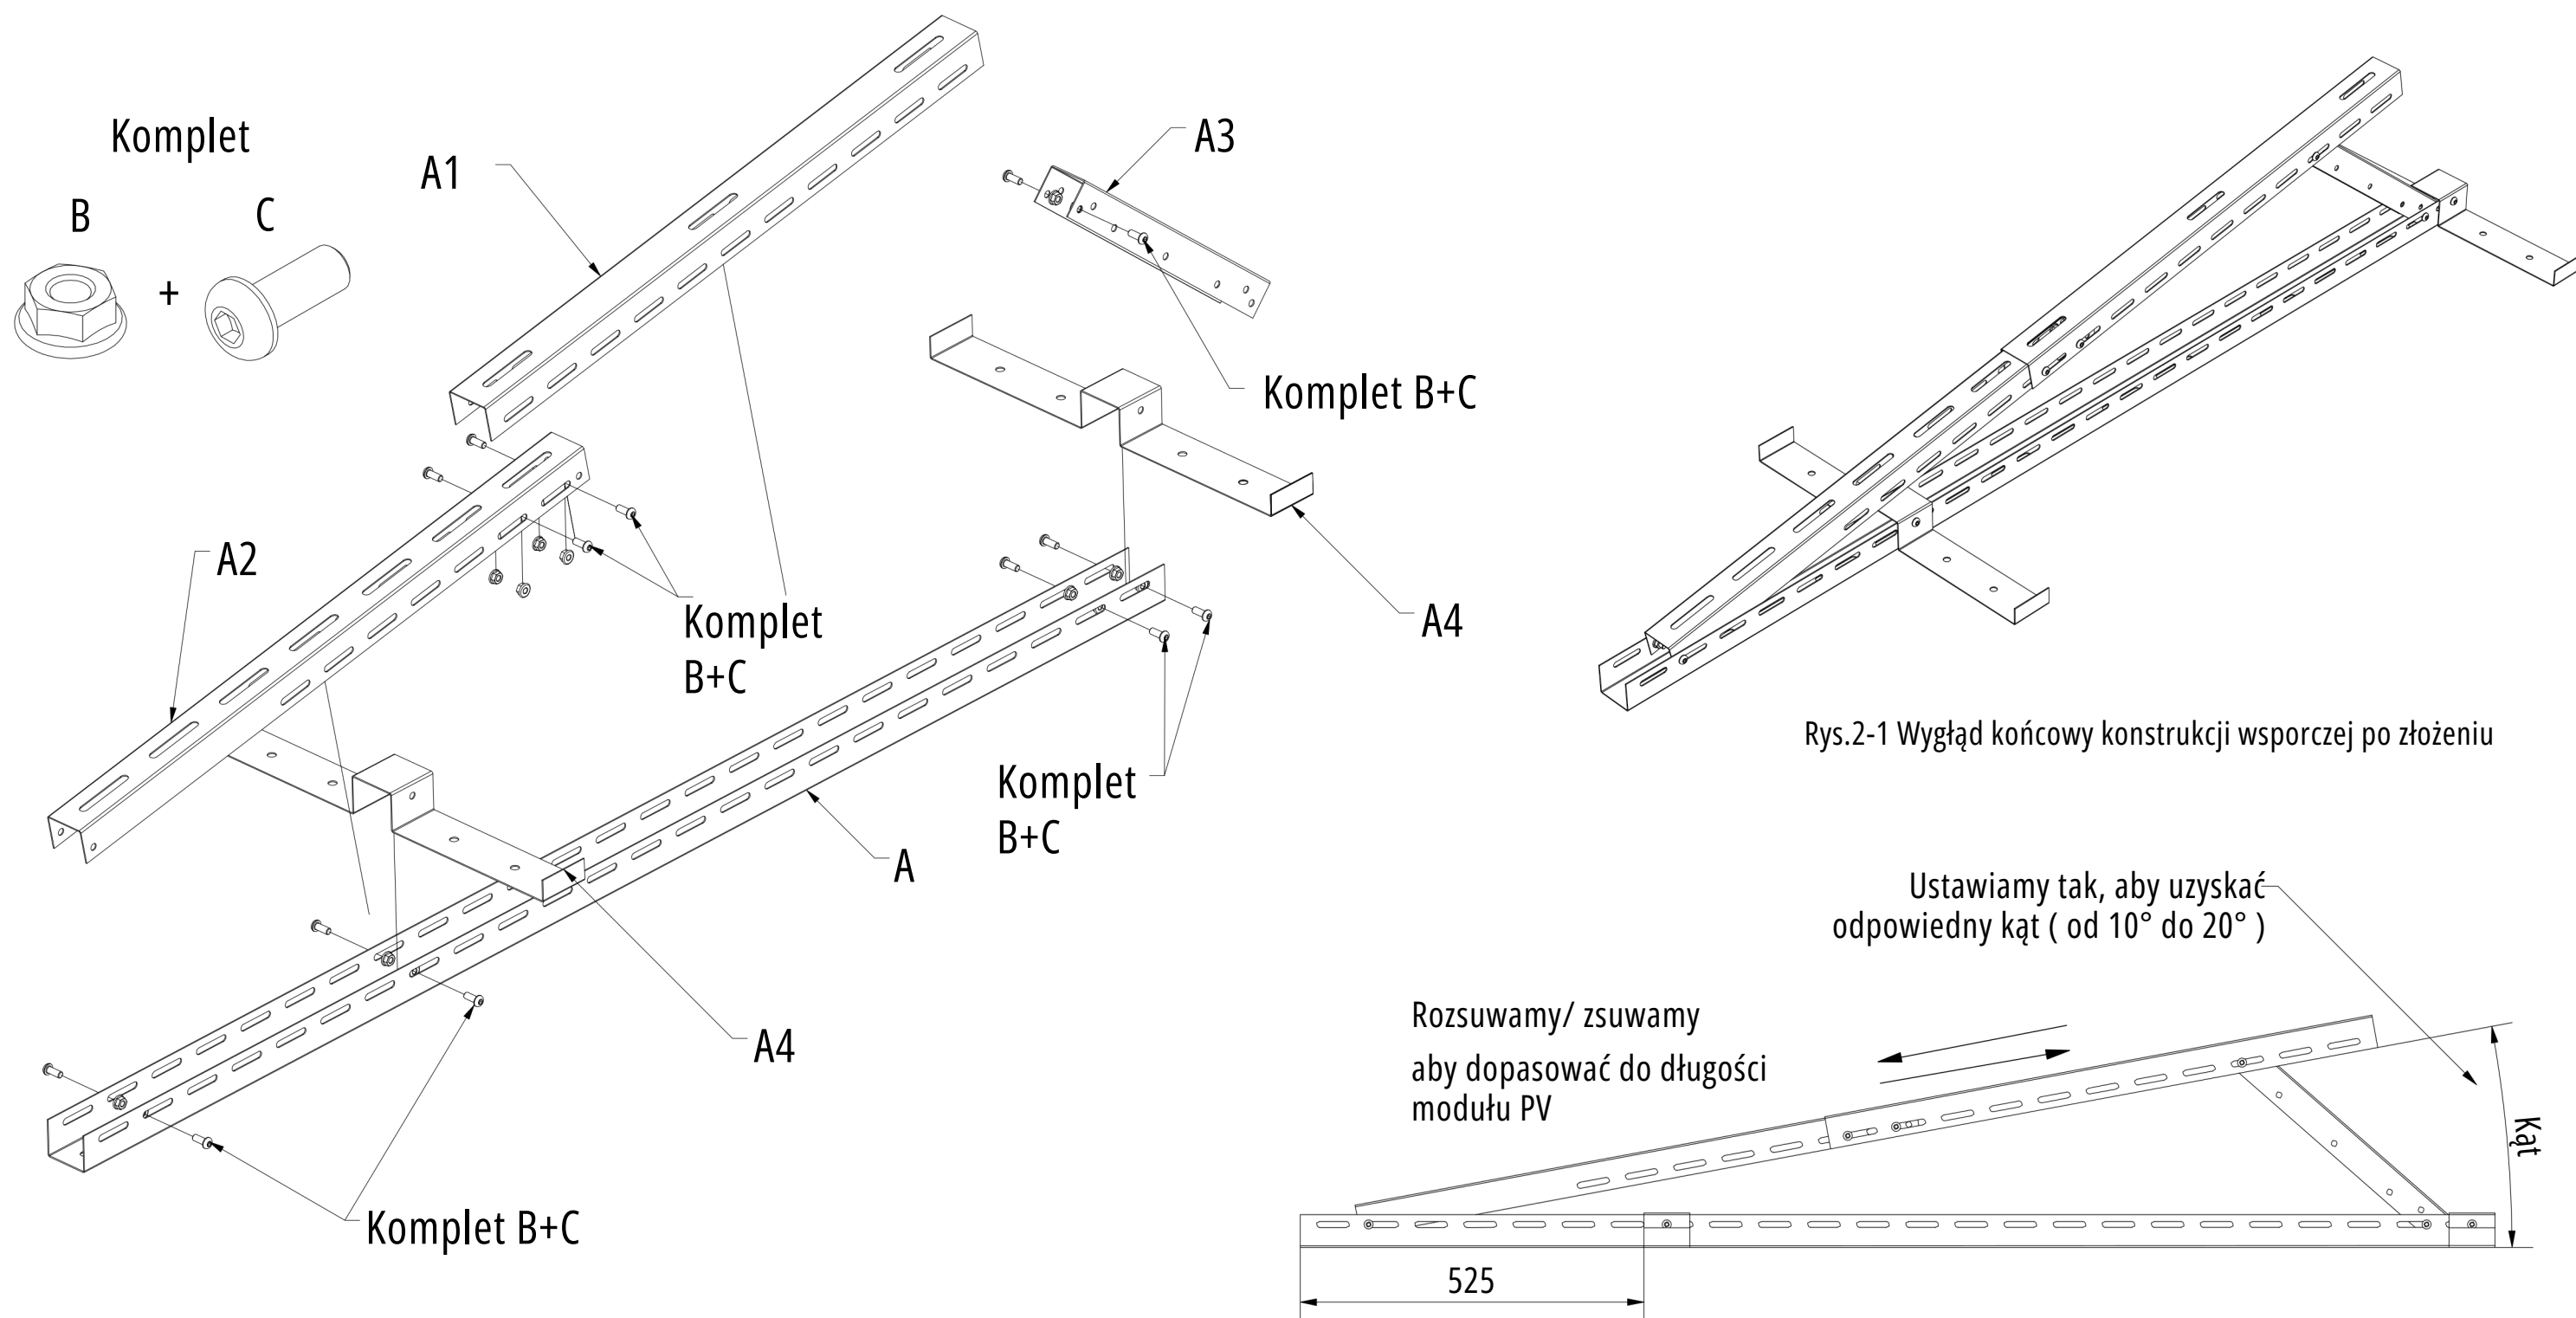 Komplet
B
+
C
A1
A3
Komplet B+C
A2
Komplet
B+C
A4
Komplet
B+C
A
A4
Komplet B+C
Rys.2-1 Wygłąd końcowy konstrukcji wsporczej po złożeniu
Ustawiamy tak, aby uzyskać
odpowiedny kąt ( od 10° do 20° )
Rozsuwamy/ zsuwamy
aby dopasować do długości
modułu PV
Kąt
525